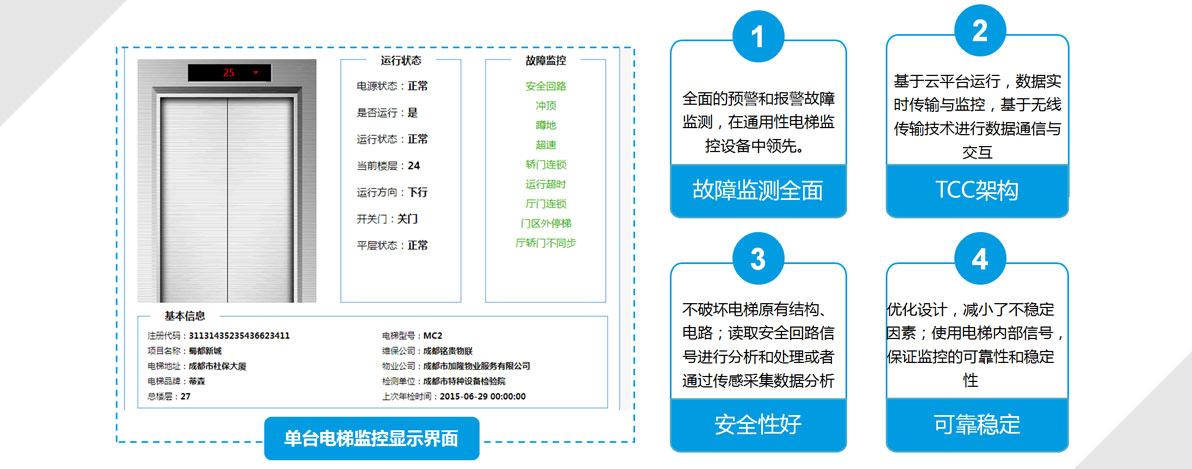 25
运行状态
电源状态：正常
是否运行：是
运行状态：正常
当前楼层：24
运行方向：下行
开关门：关门
平层状态：正常
故障监控
安全回路
冲顶
蹲地
超速
轿门连锁
运行超时
厅门连锁
门区外停梯
厅轿门不同步
基本信息
注册代码：31131435235436623411
项目名称：蜀都新城
电梯地址：成都市社保大厦
电梯品牌：蒂森
总楼层：27
电梯型号：MC2
维保公司：成都铭贵物联
物业公司：成都市加隆物业服务有限公司
检测单位：成都市特种设备检验院
上次年检时间：2015-06-29 00:00:00
单台电梯监控显示界面
1
全面的预警和报警故障
监测，在通用性电梯监
控设备中领先。
故障监测全面
2
基于云平台运行，数据实
时传输与监控，基于无线
传输技术进行数据通信与
交互
TCC架构
3
不破坏电梯原有结构、
电路；读取安全回路信
号进行分析和处理或者
通过传感采集数据分析
安全性好
4
优化设计，减小了不稳定
因素；使用电梯内部信号，
保证监控的可靠性和稳定
性
可靠稳定